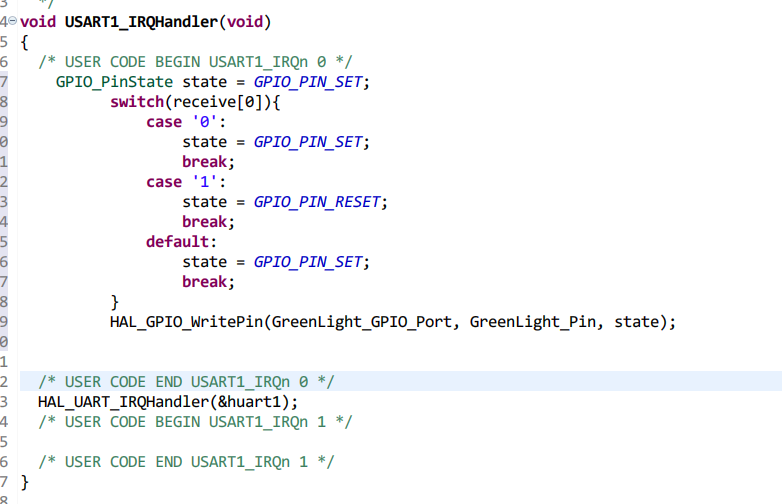 3 */
4 void USART1_IRQHandler(void)
5 {
6 /* USER CODE BEGIN USART1_IRQn 0 */
7 GPIO_PinState state = GPIO_PIN_SET;
8 switch(receive[0]){
9 case '0':
0 state = GPIO_PIN_SET;
1 break;
2 case '1':
3 state = GPIO_PIN_RESET;
4 break;
5 default:
6 state = GPIO_PIN_SET;
7 break;
8 }
9 HAL_GPIO_WritePin(GreenLight_GPIO_Port, GreenLight_Pin, state);
0
1
2 /* USER CODE END USART1_IRQn 0 */
3 HAL_UART_IRQHandler(&huart1);
4 /* USER CODE BEGIN USART1_IRQn 1 */
5
6 /* USER CODE END USART1_IRQn 1 */
7 }
8